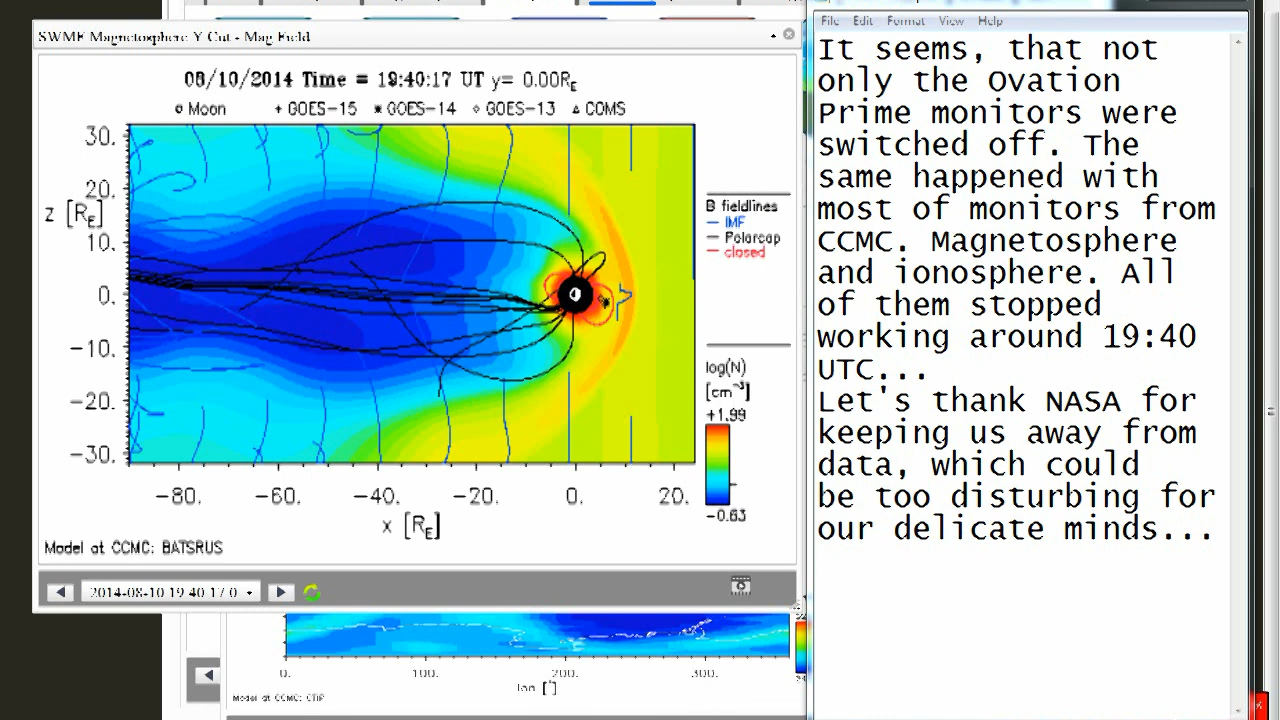 SWMF Magnetosphere Y Cut - Mag Field
08/10/2014 Time = 19:40:17 UT y= 0.00RE
Moon + GOES-15 GOES-14 GOES-13 COMS
30.
20.
10.
0.
-10.
-20.
-30.
Z [RE]
-80. -60. -40. -20. 0. 20.
X [RE]
B fieldlines
IMF
Polarcap
closed
log(N)
[cm⁻³]
+1.99
-0.63
Model at CCMC: BATSRUS
2014-08-10 19 40 17 0
0. 100. 200. 300.
lon [°]
Model at CCMC: CTIP
File Edit Format View Help
It seems, that not
only the Ovation
Prime monitors were
switched off. The
same happened with
most of monitors from
CCMC. Magnetosphere
and ionosphere. All
of them stopped
working around 19:40
UTC...
Let's thank NASA for
keeping us away from
data, which could
be too disturbing for
our delicate minds...